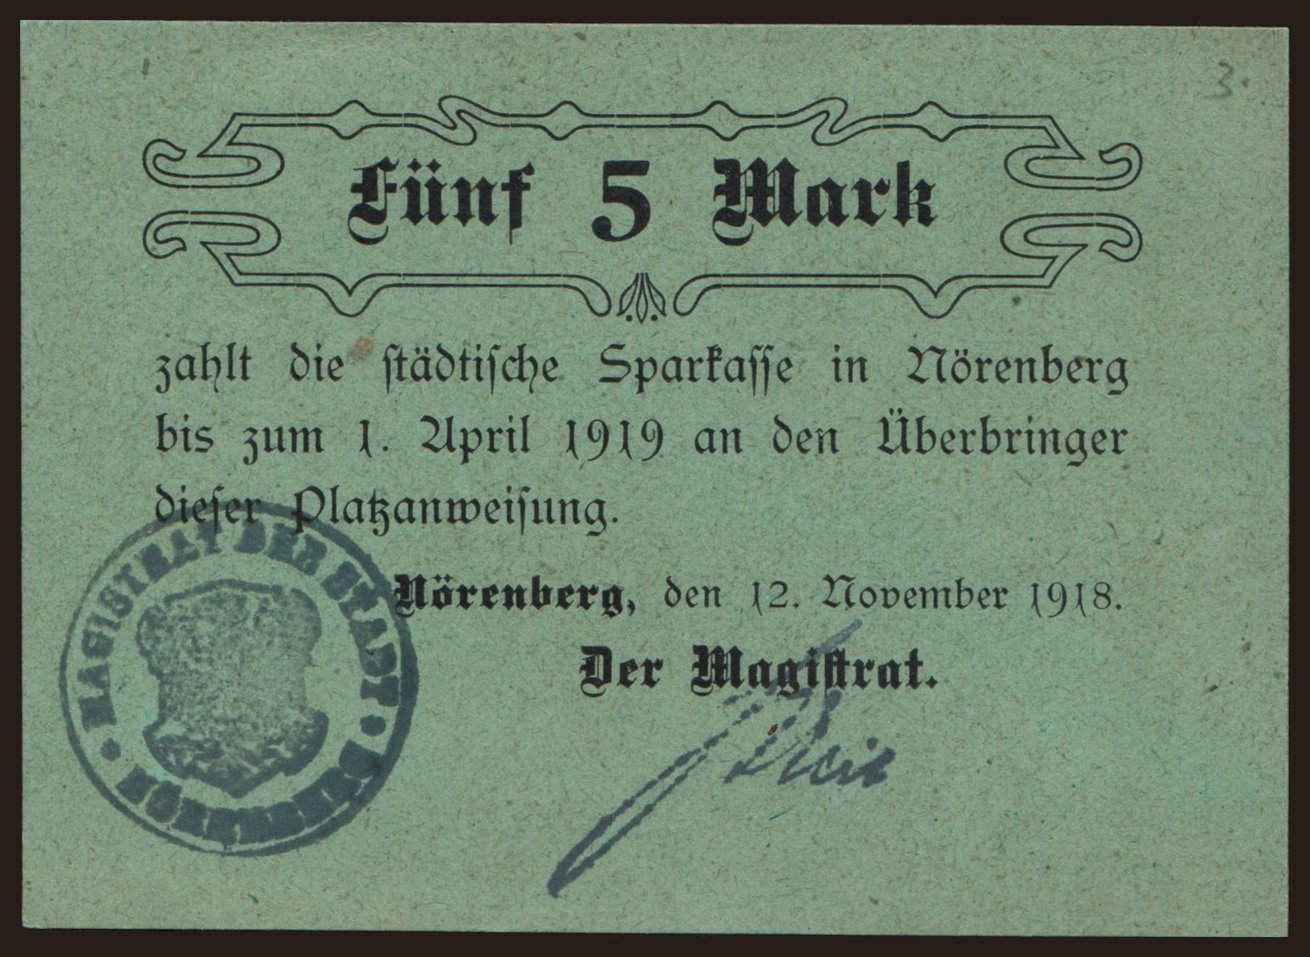 3.
Fünf 5 Mark
zahlt die städtische Sparkasse in Nörenberg
bis zum 1. April 1919 an den Überbringer
dieser Platzanweisung.
Nörenberg, den 12. November 1918.
Der Magistrat.
MAGISTRAT DER STADT • NÖRENBERG •